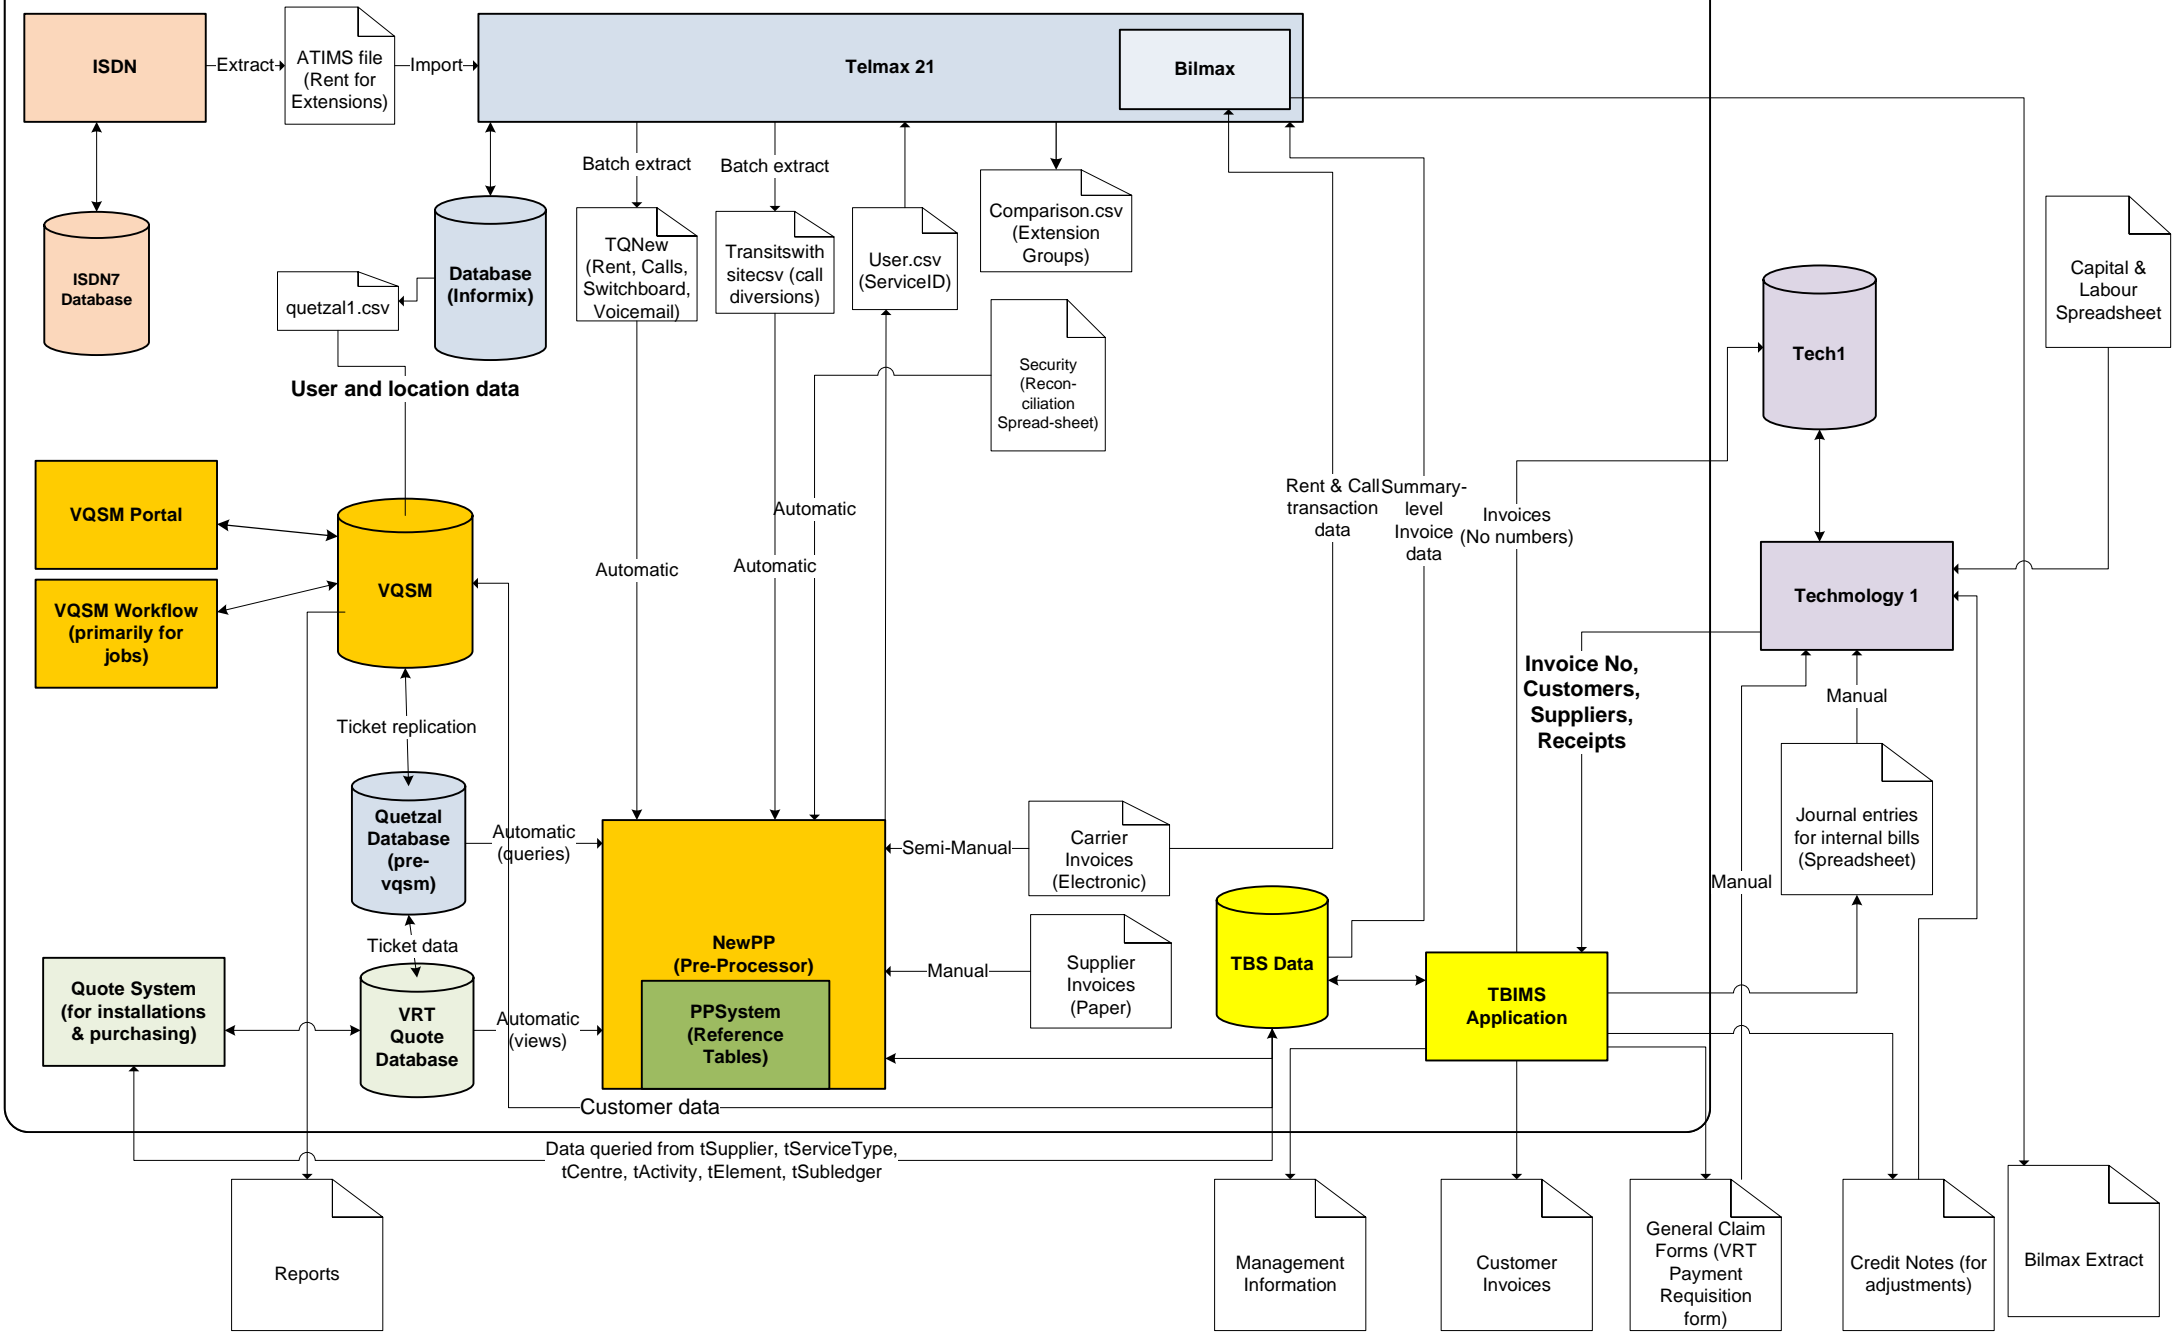 ISDN
Extract
ATIMS file
(Rent for
Extensions)
Import
Telmax 21
Bilmax
Batch extract
Batch extract
ISDN7
Database
quetzal1.csv
Database
(Informix)
TQNew
(Rent, Calls,
Switchboard,
Voicemail)
Transitswith
sitecsv (call
diversions)
User.csv
(ServiceID)
Comparison.csv
(Extension
Groups)
Capital &
Labour
Spreadsheet
Tech1
Security
(Recon-
ciliation
Spread-sheet)
User and location data
VQSM Portal
VQSM Workflow
(primarily for
jobs)
VQSM
Automatic
Automatic
Automatic
Rent & Call
transaction
data
Summary-
level
Invoice
data
Invoices
(No numbers)
Techmology 1
Invoice No,
Customers,
Suppliers,
Receipts
Manual
Ticket replication
Quetzal
Database
(pre-
vqsm)
Automatic
(queries)
Semi-Manual
Carrier
Invoices
(Electronic)
Journal entries
for internal bills
(Spreadsheet)
Manual
Ticket data
NewPP
(Pre-Processor)
Manual
Supplier
Invoices
(Paper)
TBS Data
TBIMS
Application
Quote System
(for installations
& purchasing)
VRT
Quote
Database
Automatic
(views)
PPSystem
(Reference
Tables)
Customer data
Data queried from tSupplier, tServiceType,
tCentre, tActivity, tElement, tSubledger
Reports
Management
Information
Customer
Invoices
General Claim
Forms (VRT
Payment
Requisition
form)
Credit Notes (for
adjustments)
Bilmax Extract